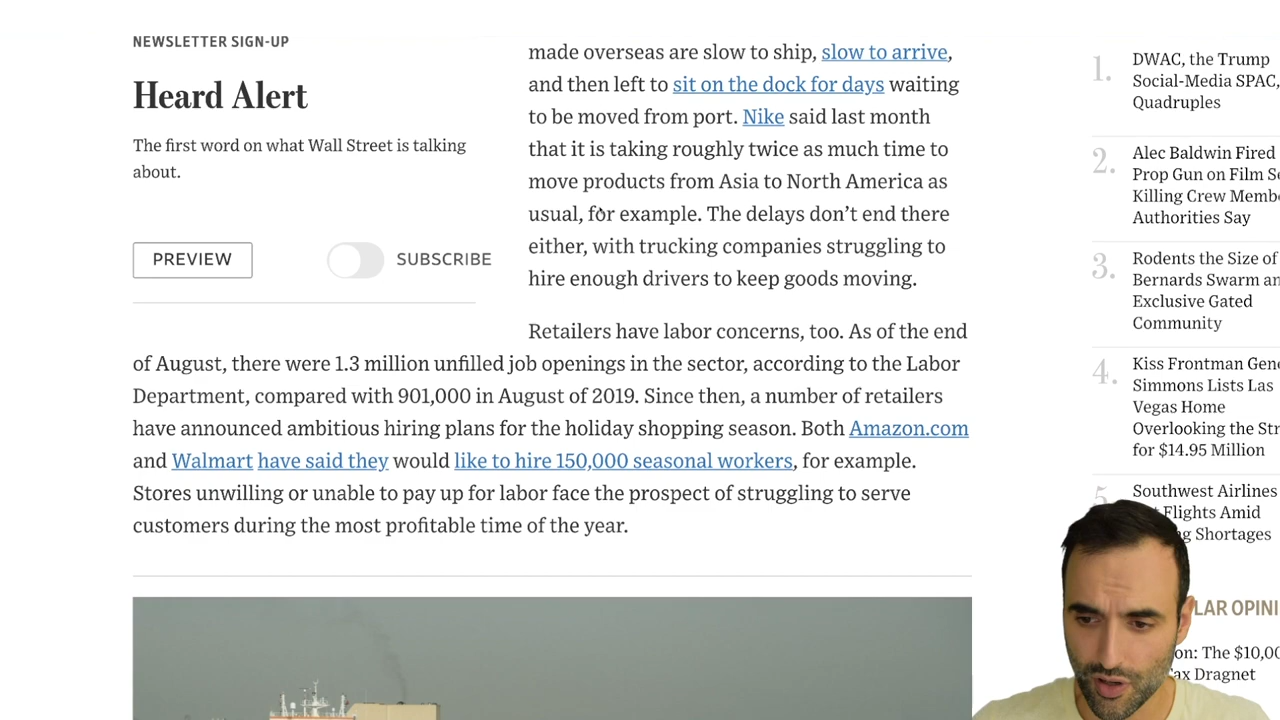 NEWSLETTER SIGN-UP
Heard Alert
The first word on what Wall Street is talking
about.
PREVIEW
SUBSCRIBE
made overseas are slow to ship, slow to arrive,
and then left to sit on the dock for days waiting
to be moved from port. Nike said last month
that it is taking roughly twice as much time to
move products from Asia to North America as
usual, for example. The delays don’t end there
either, with trucking companies struggling to
hire enough drivers to keep goods moving.
Retailers have labor concerns, too. As of the end
of August, there were 1.3 million unfilled job openings in the sector, according to the Labor
Department, compared with 901,000 in August of 2019. Since then, a number of retailers
have announced ambitious hiring plans for the holiday shopping season. Both Amazon.com
and Walmart have said they would like to hire 150,000 seasonal workers, for example.
Stores unwilling or unable to pay up for labor face the prospect of struggling to serve
customers during the most profitable time of the year.
1. DWAC, the Trump
Social-Media SPAC,
Quadruples
2. Alec Baldwin Fired
Prop Gun on Film
Killing Crew
Authorities Say
3. Rodents the Size of
Bernards Swarm
Exclusive Gated
Community
4. Kiss Frontman
Simmons Lists Las
Vegas Home
Overlooking the
for $14.95 Million
5. Southwest Airlines
Flights Amid
Shortages
The
Dragnet